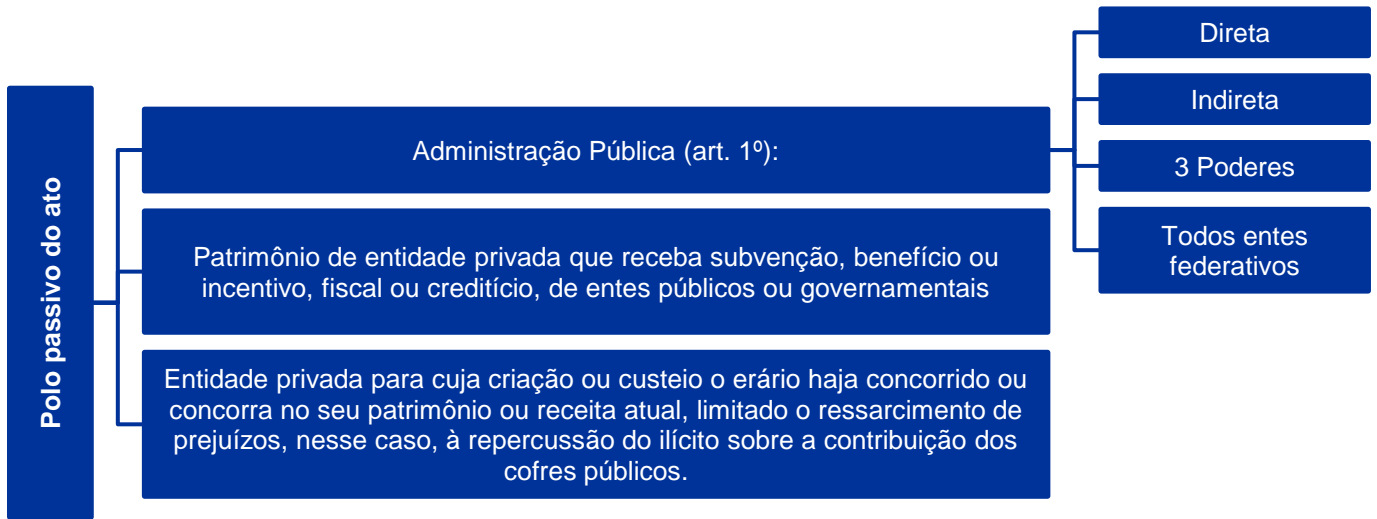 Polo passivo do ato
Administração Pública (art. 1º):
Direta
Indireta
3 Poderes
Todos entes
federativos
Patrimônio de entidade privada que receba subvenção, benefício ou
incentivo, fiscal ou creditício, de entes públicos ou governamentais
Entidade privada para cuja criação ou custeio o erário haja concorrido ou
concorra no seu patrimônio ou receita atual, limitado o ressarcimento de
prejuízos, nesse caso, à repercussão do ilícito sobre a contribuição dos
cofres públicos.